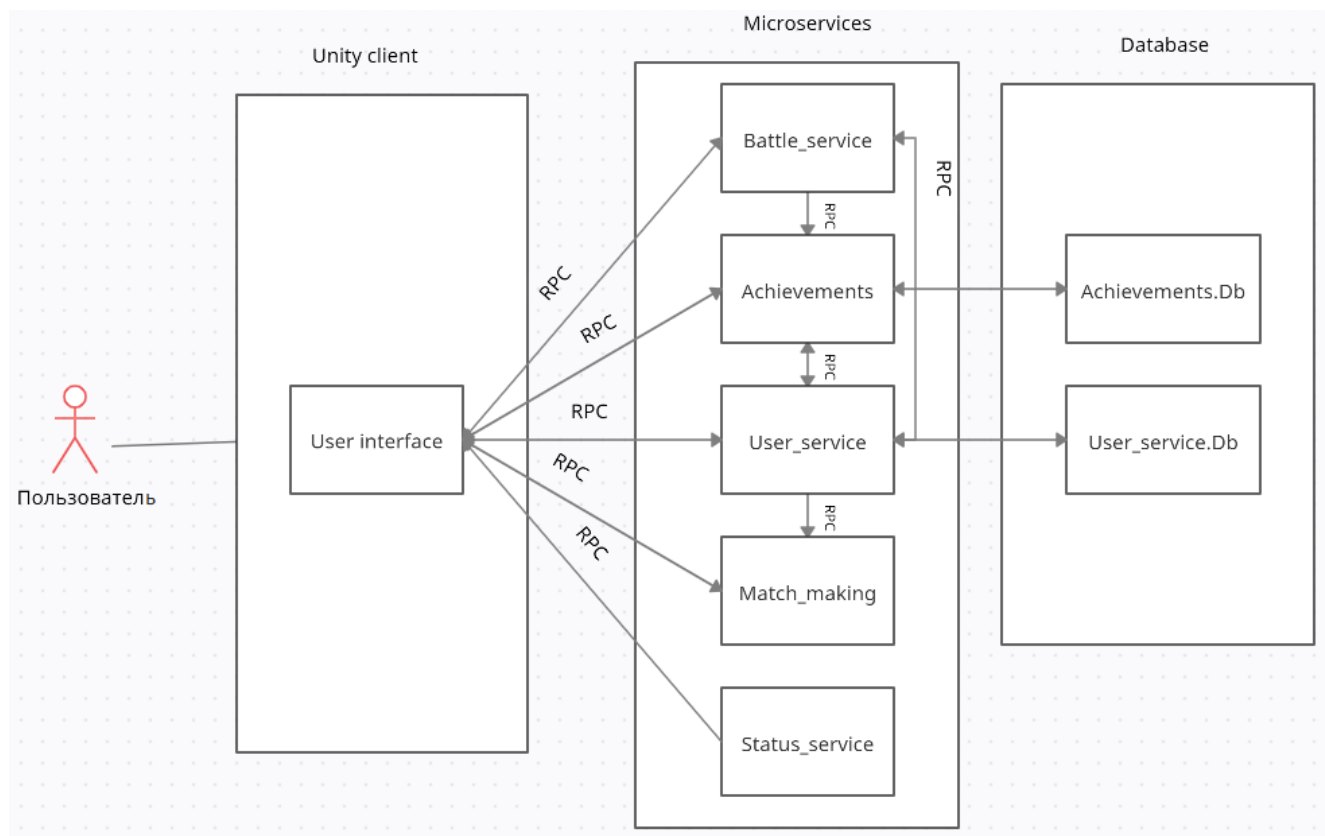 Microservices
Database
Unity client
Battle_service
RPC
RPC
RPC
Achievements
Achievements.Db
RPC
RPC
RPC
User interface
User_service
User_service.Db
RPC
Пользователь
RPC
RPC
Match_making
Status_service